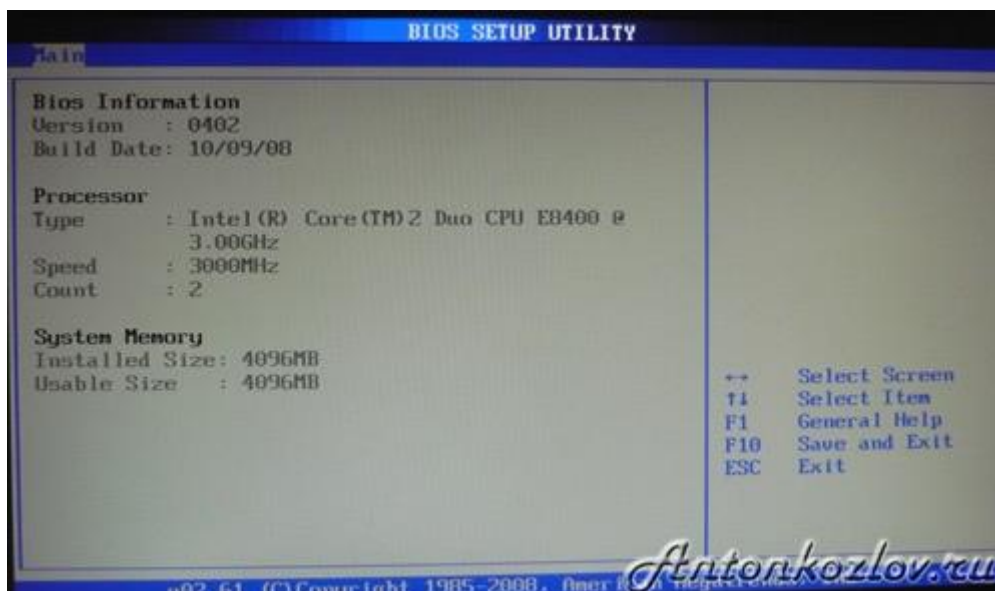 BIOS SETUP UTILITY
Main
Bios Information
Version : 0402
Build Date: 10/09/08
Processor
Type : Intel(R) Core(TM)2 Duo CPU E8400 @
3.00GHz
Speed : 3000MHz
Count : 2
System Memory
Installed Size: 4096MB
Usable Size : 4096MB
↔ Select Screen
↑↓ Select Item
F1 General Help
F10 Save and Exit
ESC Exit
v02.61 (C)Copyright 1985-2008,
Antonkozlov.ru